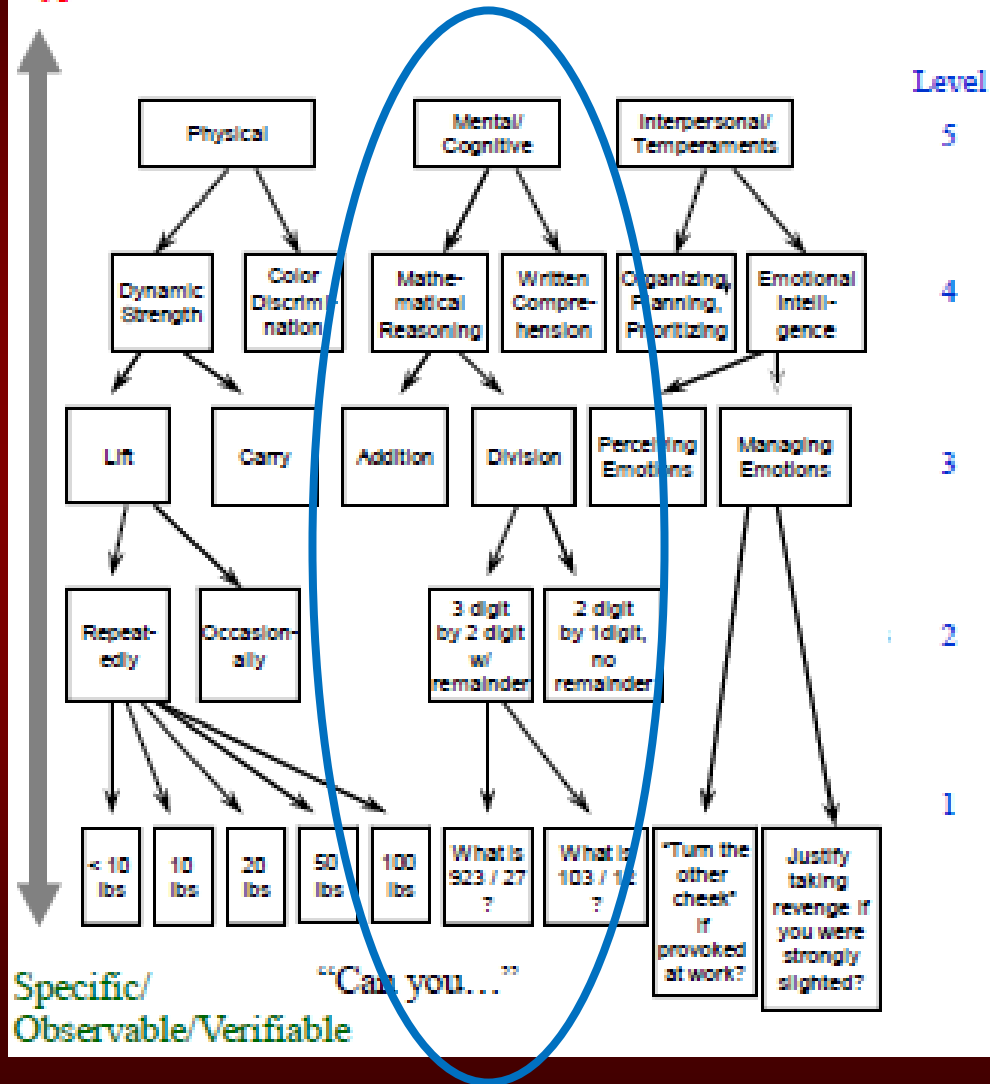 Level
Physical
Mental/
Cognitive
Interpersonal/
Temperaments
5
Dynamic
Strength
Color
Discrimi-
nation
Mathe-
matical
Reasoning
Written
Compre-
hension
Organizing,
Planning,
Prioritizing
Emotional
Intelli-
gence
4
Lift
Carry
Addition
Division
Perceiving
Emotions
Managing
Emotions
3
Repeat-
edly
Occasion-
ally
3 digit
by 2 digit
w/
remainder
2 digit
by 1digit,
no
remainder
2
1
< 10
lbs
10
lbs
20
lbs
50
lbs
100
lbs
What is
923 / 27
?
What is
103 / 12
?
"Turn the
other
cheek"
if
provoked
at work?
Justify
taking
revenge if
you were
strongly
slighted?
Specific/
Observable/Verifiable
“Can you…”